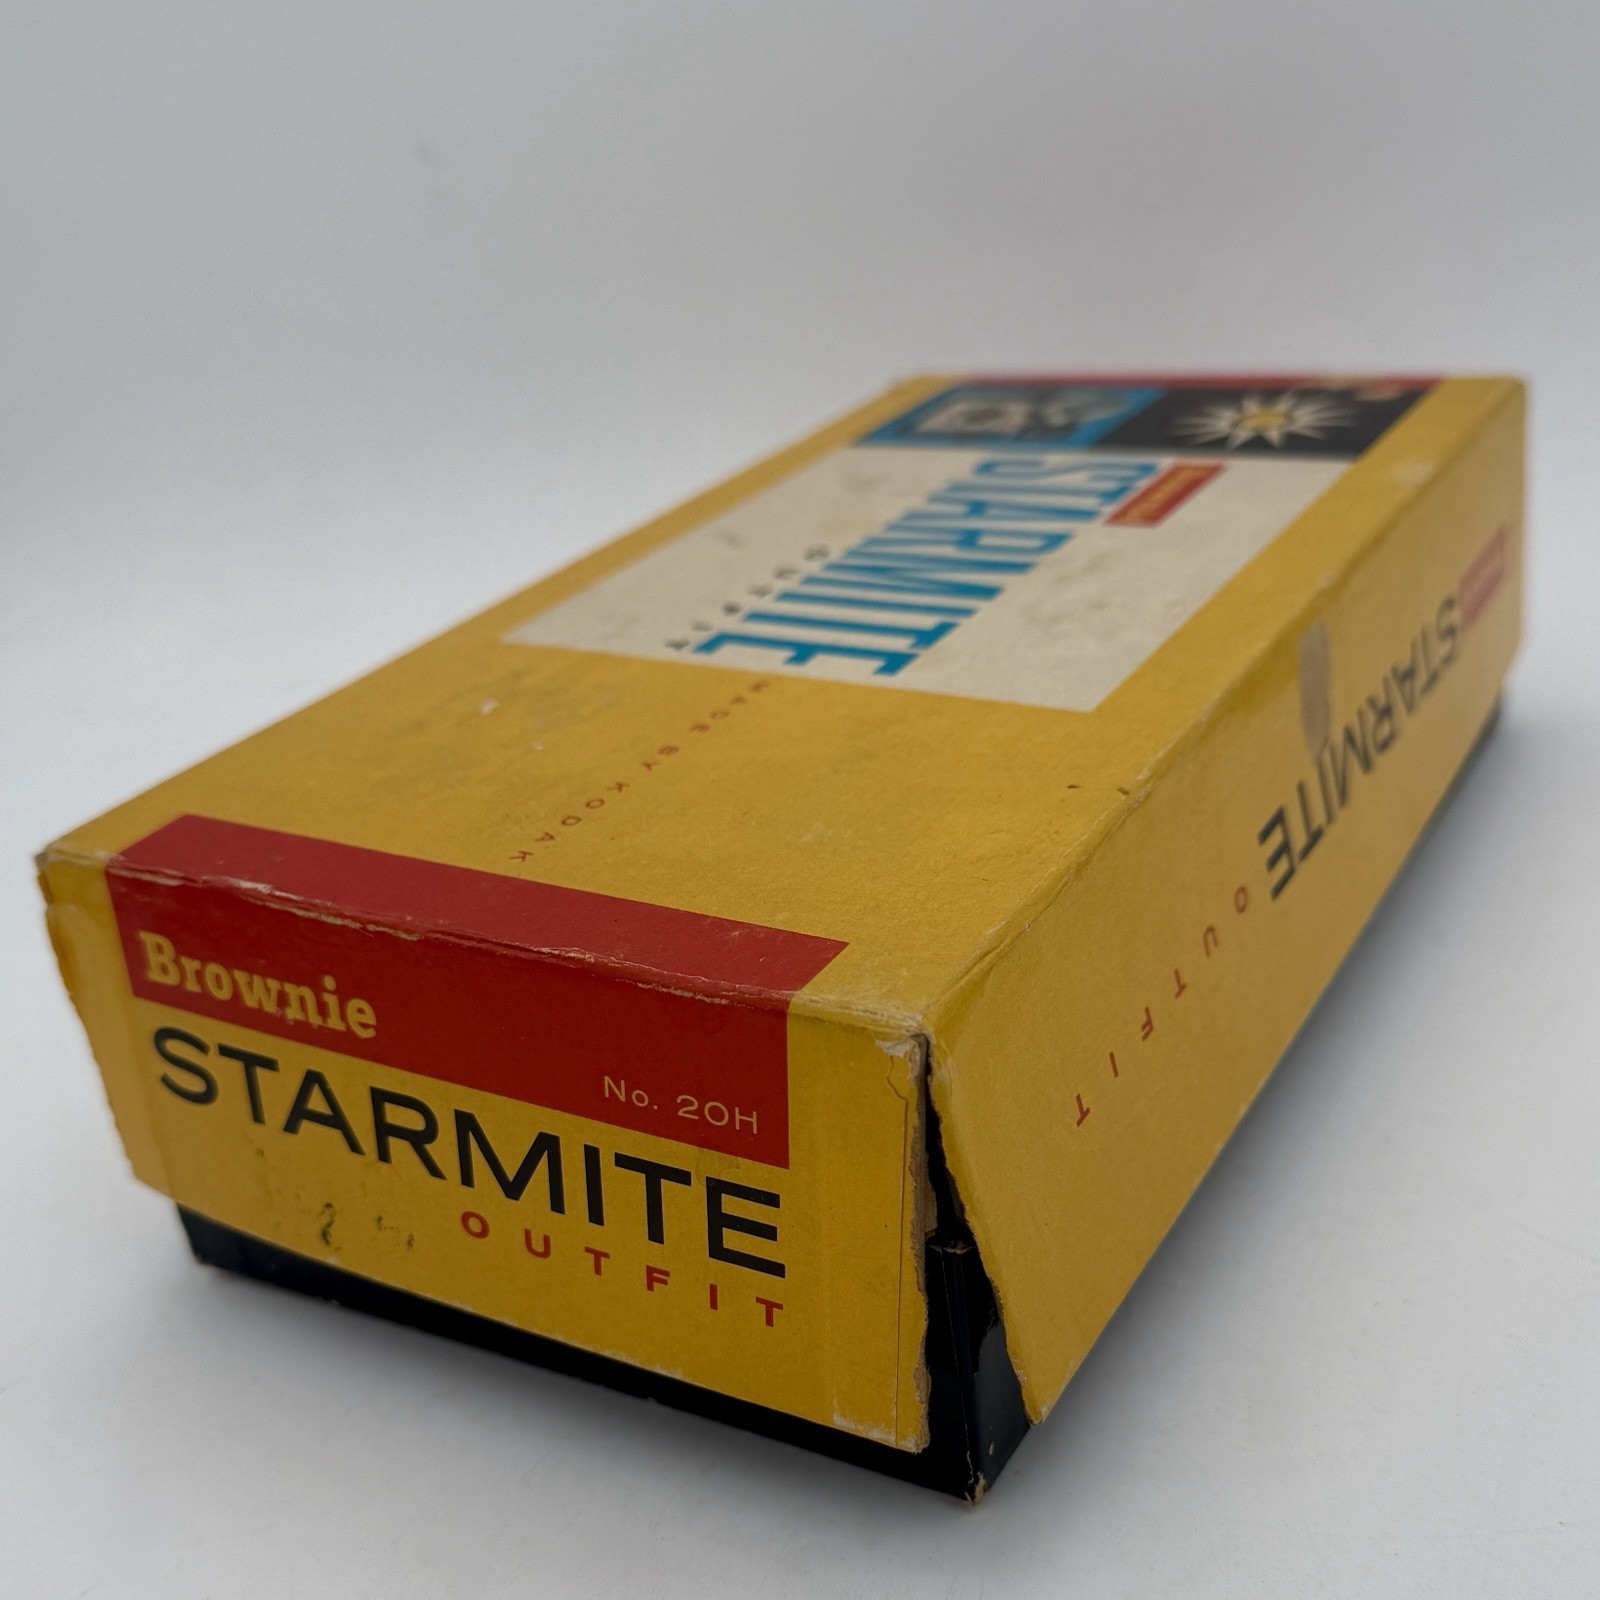 STARMITE
OUTFIT
MADE BY KODAK
Brownie
No. 20H
STARMITE
OUTFIT
STARMITE
OUTFIT